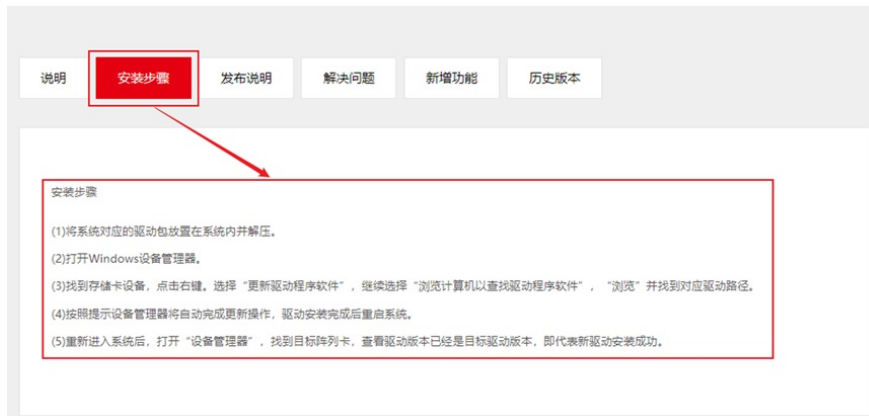 说明
安装步骤
发布说明
解决问题
新增功能
历史版本
安装步骤
(1)将系统对应的驱动包放置在系统内并解压。
(2)打开Windows设备管理器。
(3)找到存储卡设备，点击右键。选择“更新驱动程序软件”，继续选择“浏览计算机以查找驱动程序软件”，“浏览”并找到对应驱动路径。
(4)按照提示设备管理器将自动完成更新操作，驱动安装完成后重启系统。
(5)重新进入系统后，打开“设备管理器”，找到目标阵列卡，查看驱动版本已经是目标驱动版本，即代表新驱动安装成功。